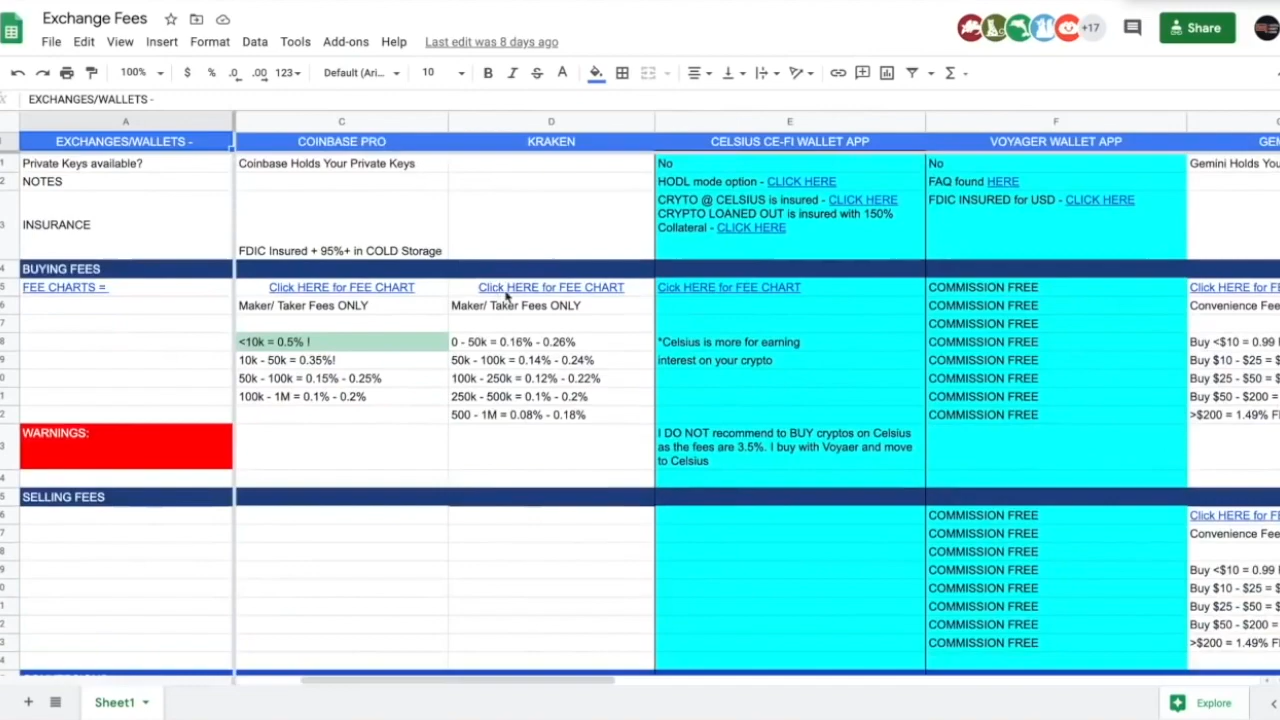 Exchange Fees
File Edit View Insert Format Data Tools Add-ons Help Last edit was 8 days ago
+17
Share
100% $ % .0 .00 123 Default (Ari... 10 B I S A
EXCHANGES/WALLETS -
A C D E F
EXCHANGES/WALLETS - COINBASE PRO KRAKEN CELSIUS CE-FI WALLET APP VOYAGER WALLET APP GEM
Private Keys available? Coinbase Holds Your Private Keys No No Gemini Holds You
NOTES HODL mode option - CLICK HERE FAQ found HERE
INSURANCE
FDIC Insured + 95%+ in COLD Storage
CRYTO @ CELSIUS is insured - CLICK HERE
CRYPTO LOANED OUT is insured with 150%
Collateral - CLICK HERE
FDIC INSURED for USD - CLICK HERE
BUYING FEES
FEE CHARTS = Click HERE for FEE CHART Click HERE for FEE CHART Cick HERE for FEE CHART COMMISSION FREE Click HERE for F
Maker/ Taker Fees ONLY Maker/ Taker Fees ONLY COMMISSION FREE Convenience Fee
COMMISSION FREE
<10k = 0.5% ! 0 - 50k = 0.16% - 0.26% *Celsius is more for earning COMMISSION FREE Buy <$10 = 0.99
10k - 50k = 0.35%! 50k - 100k = 0.14% - 0.24% interest on your crypto COMMISSION FREE Buy $10 - $25 = $
50k - 100k = 0.15% - 0.25% 100k - 250k = 0.12% - 0.22% COMMISSION FREE Buy $25 - $50 = $
100k - 1M = 0.1% - 0.2% 250k - 500k = 0.1% - 0.2% COMMISSION FREE Buy $50 - $200 =
500 - 1M = 0.08% - 0.18% COMMISSION FREE >$200 = 1.49% F
WARNINGS:
I DO NOT recommend to BUY cryptos on Celsius
as the fees are 3.5%. I buy with Voyaer and move
to Celsius
SELLING FEES
COMMISSION FREE Click HERE for F
COMMISSION FREE Convenience Fee
COMMISSION FREE
COMMISSION FREE Buy <$10 = 0.99
COMMISSION FREE Buy $10 - $25 = $
COMMISSION FREE Buy $25 - $50 = $
COMMISSION FREE Buy $50 - $200 =
COMMISSION FREE >$200 = 1.49% F
Sheet1
Explore